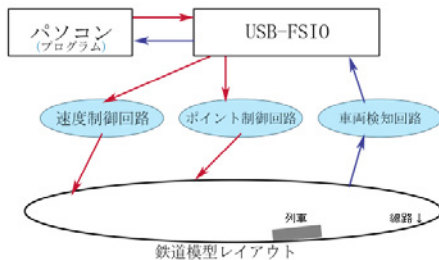 パソコン
(プログラム)
USB-FSIO
速度制御回路
ポイント制御回路
車両検知回路
列車
線路↓
鉄道模型レイアウト